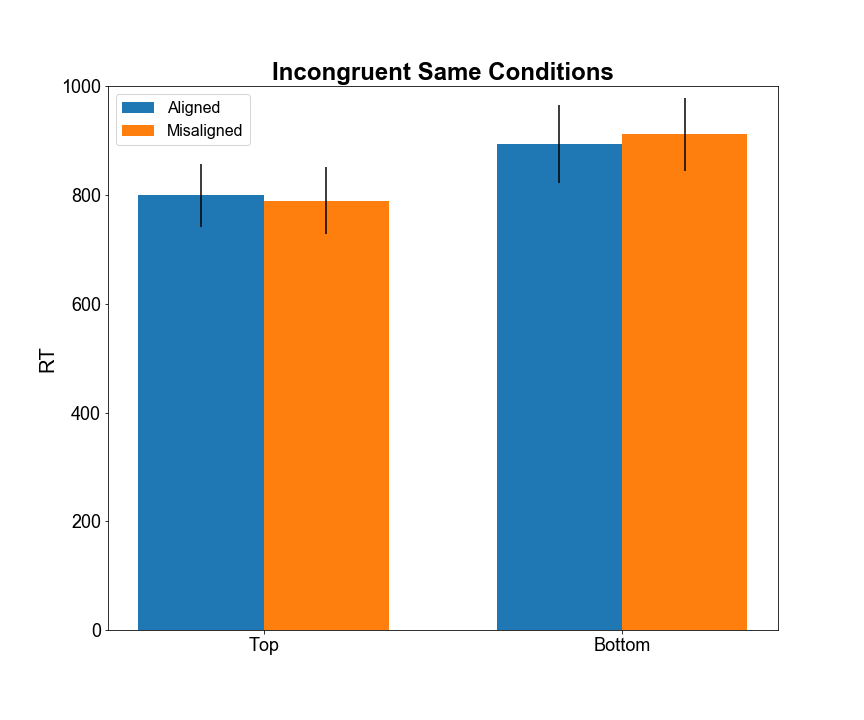 Incongruent Same Conditions
Aligned
Misaligned
1000
800
600
400
200
0
RT
Top
Bottom